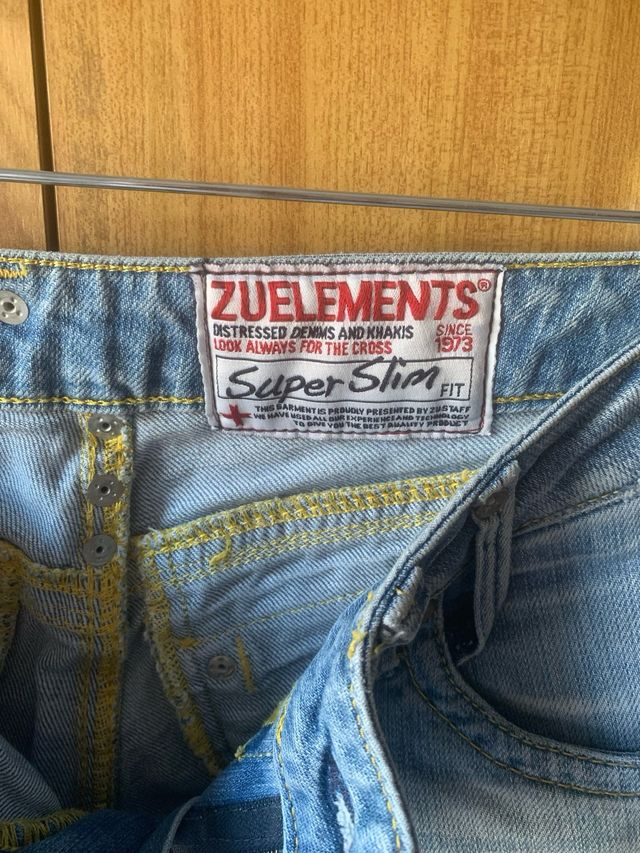 ZUELEMENTS®
DISTRESSED DENIMS AND KHAKIS
LOOK ALWAYS FOR THE CROSS
SINCE
1973
Super Slim FIT
THIS GARMENT IS PROUDLY PRESENTED BY ZUSTAFF
WE HAVE USED ALL OUR EXPERIENCE AND TECHNOLOGY
TO GIVE YOU THE BEST QUALITY PRODUCT